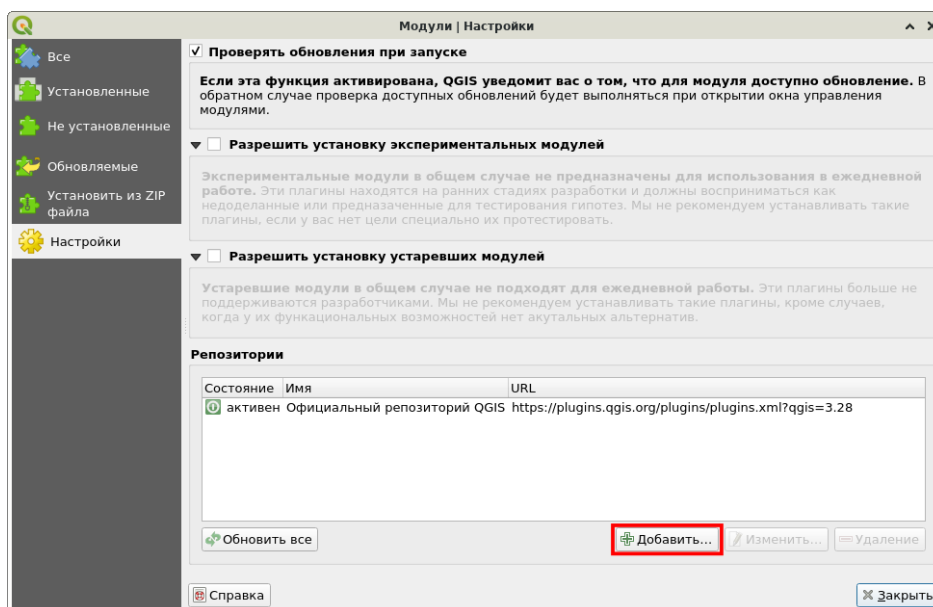 Модули | Настройки
Все
Установленные
Не установленные
Обновляемые
Установить из ZIP
файла
Настройки
Проверять обновления при запуске
Если эта функция активирована, QGIS уведомит вас о том, что для модуля доступно обновление. В
обратном случае проверка доступных обновлений будет выполняться при открытии окна управления
модулями.
Разрешить установку экспериментальных модулей
Экспериментальные модули в общем случае не предназначены для использования в ежедневной
работе. Эти плагины находятся на ранних стадиях разработки и должны восприниматься как
недоделанные или предназаченные для тестирования гипотез. Мы не рекомендуем устанавливать такие
плагины, если у вас нет цели специально их протестировать.
Разрешить установку устаревших модулей
Устаревшие модули в общем случае не подходят для ежедневной работы. Эти плагины больше не
поддерживаются разработчиками. Мы не рекомендуем устанавливать такие плагины, кроме случаев,
когда у их функциональных возможностей нет акутальных альтернатив.
Репозитории
Состояние Имя URL
активен Официальный репозиторий QGIS https://plugins.qgis.org/plugins/plugins.xml?qgis=3.28
Обновить все Добавить... Изменить... Удаление
Справка Закрыть